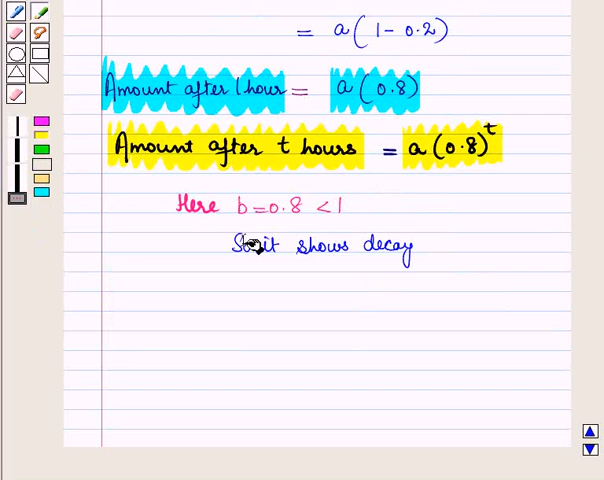 = a(1-0.2)
Amount after 1 hour = a(0.8)
Amount after t hours = a(0.8)^t
Here b=0.8 <1
So it shows decay